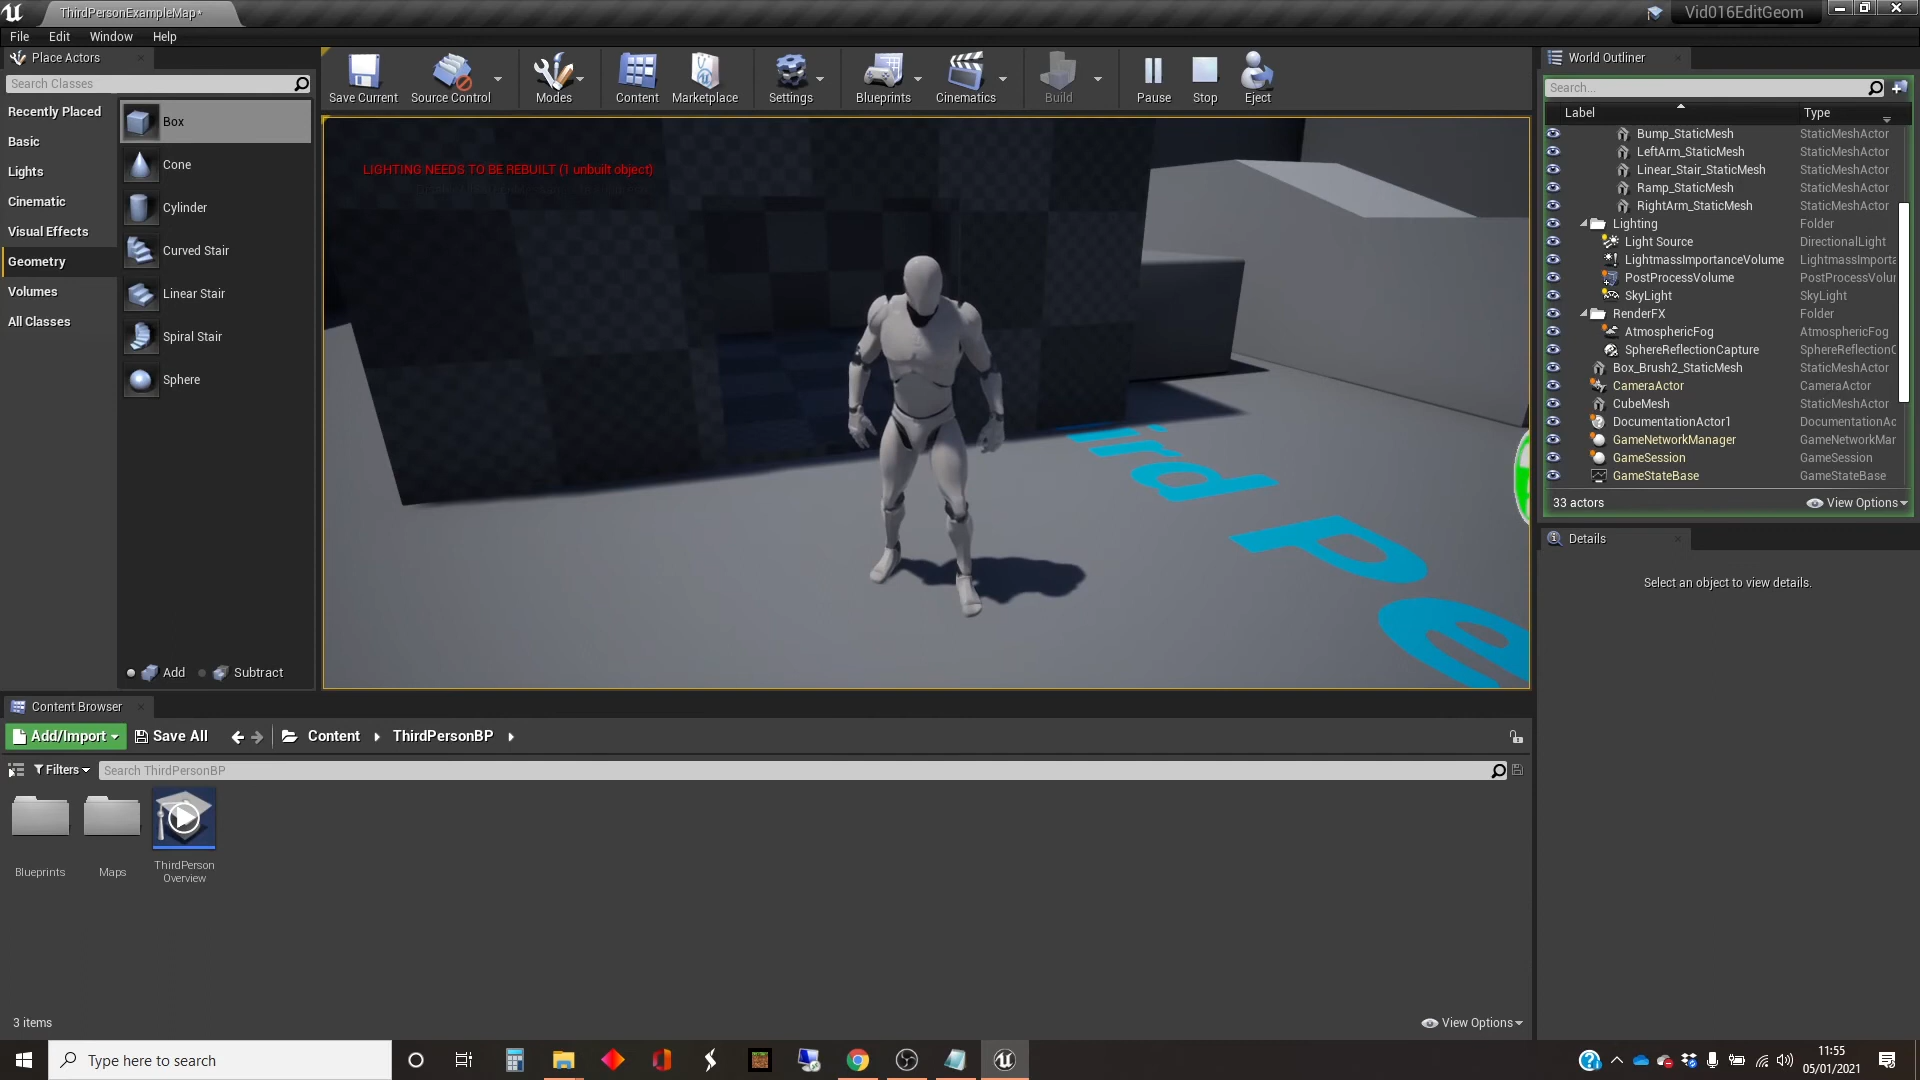 ThirdPersonExampleMap*
Vid016EditGeom
File Edit Window Help
Place Actors
Search Classes
Recently Placed
Basic
Lights
Cinematic
Visual Effects
Geometry
Volumes
All Classes
Box
Cone
Cylinder
Curved Stair
Linear Stair
Spiral Stair
Sphere
Add Subtract
Save Current Source Control Modes Content Marketplace Settings Blueprints Cinematics Build Pause Stop Eject
LIGHTING NEEDS TO BE REBUILT (1 unbuilt object)
ird Pe
World Outliner
Search...
Label Type
Bump_StaticMesh StaticMeshActor
LeftArm_StaticMesh StaticMeshActor
Linear_Stair_StaticMesh StaticMeshActor
Ramp_StaticMesh StaticMeshActor
RightArm_StaticMesh StaticMeshActor
Lighting Folder
Light Source DirectionalLight
LightmassImportanceVolume LightmassImporta
PostProcessVolume PostProcessVolu
SkyLight SkyLight
RenderFX Folder
AtmosphericFog AtmosphericFog
SphereReflectionCapture SphereReflectionC
Box_Brush2_StaticMesh StaticMeshActor
CameraActor CameraActor
CubeMesh StaticMeshActor
DocumentationActor1 DocumentationAc
GameNetworkManager GameNetworkMar
GameSession GameSession
GameStateBase GameStateBase
33 actors View Options
Details
Select an object to view details.
Content Browser
Add/Import Save All Content ThirdPersonBP
Filters Search ThirdPersonBP
Blueprints
Maps
ThirdPerson
Overview
3 items View Options
Type here to search
11:55
05/01/2021